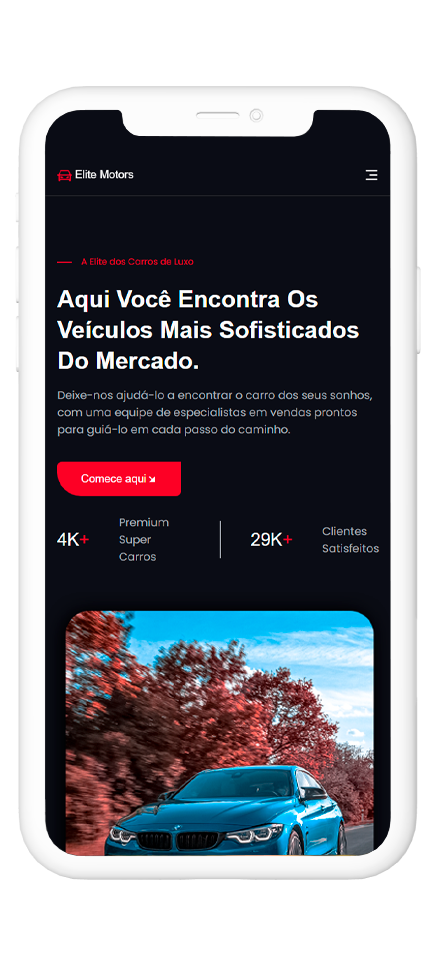 Elite Motors
A Elite dos Carros de Luxo
Aqui Você Encontra Os
Veículos Mais Sofisticados
Do Mercado.
Deixe-nos ajudá-lo a encontrar o carro dos seus sonhos,
com uma equipe de especialistas em vendas prontos
para guiá-lo em cada passo do caminho.
Comece aqui
4K+
Premium
Super
Carros
29K+
Clientes
Satisfeitos